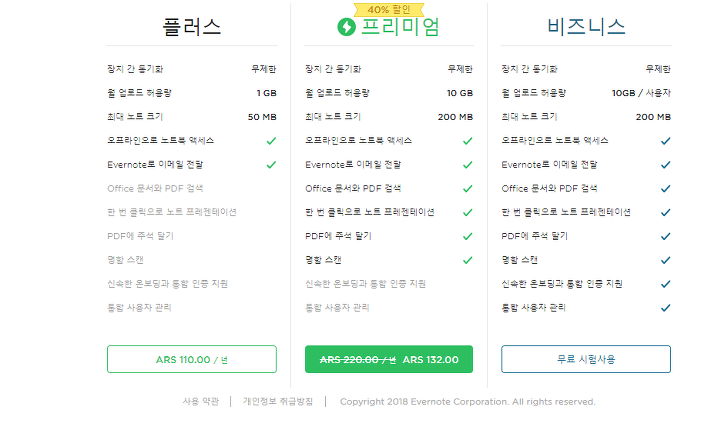 40% 할인
플러스
프리미엄
비즈니스
장치 간 동기화 무제한
월 업로드 허용량 1 GB
최대 노트 크기 50 MB
오프라인으로 노트북 액세스
Evernote로 이메일 전달
Office 문서와 PDF 검색
한 번 클릭으로 노트 프레젠테이션
PDF에 주석 달기
명함 스캔
신속한 온보딩과 통합 인증 지원
통합 사용자 관리
ARS 110.00 / 년
장치 간 동기화 무제한
월 업로드 허용량 10 GB
최대 노트 크기 200 MB
오프라인으로 노트북 액세스
Evernote로 이메일 전달
Office 문서와 PDF 검색
한 번 클릭으로 노트 프레젠테이션
PDF에 주석 달기
명함 스캔
신속한 온보딩과 통합 인증 지원
통합 사용자 관리
ARS 220.00 / 년 ARS 132.00
장치 간 동기화 무제한
월 업로드 허용량 10GB / 사용자
최대 노트 크기 200 MB
오프라인으로 노트북 액세스
Evernote로 이메일 전달
Office 문서와 PDF 검색
한 번 클릭으로 노트 프레젠테이션
PDF에 주석 달기
명함 스캔
신속한 온보딩과 통합 인증 지원
통합 사용자 관리
무료 시험사용
사용 약관 | 개인정보 취급방침 | Copyright 2018 Evernote Corporation. All rights reserved.